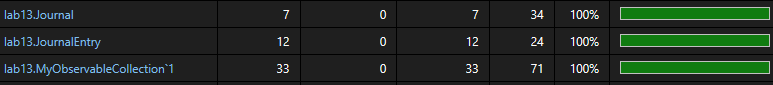 lab13.Journal 7 0 7 34 100%
lab13.JournalEntry 12 0 12 24 100%
lab13.MyObservableCollection`1 33 0 33 71 100%